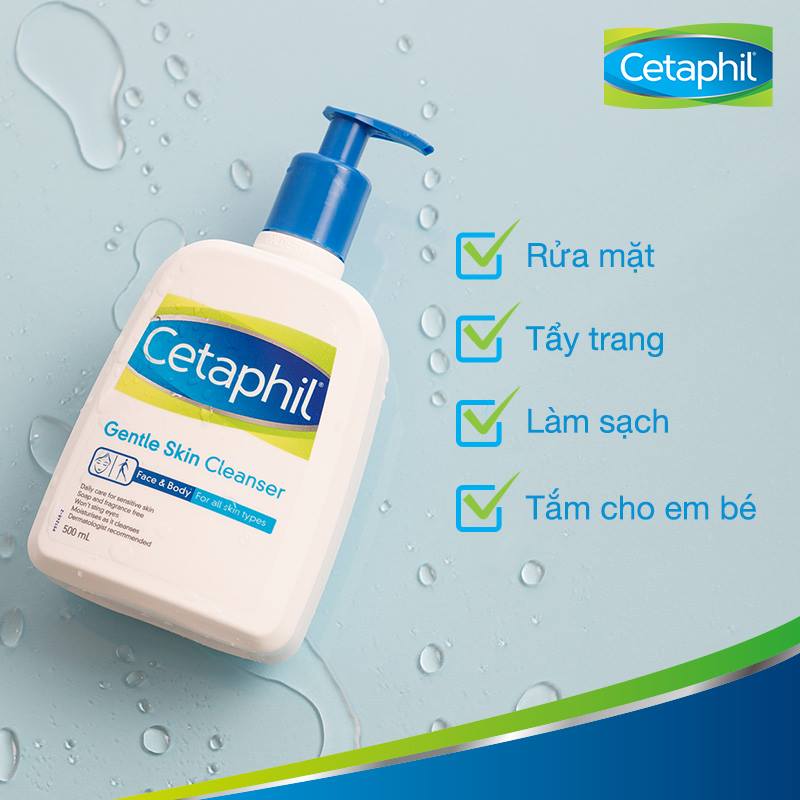 Cetaphil
Rửa mặt
Tẩy trang
Làm sạch
Tắm cho em bé
Cetaphil®
Gentle Skin Cleanser
Face & Body For all skin types
Daily care for sensitive skin
Soap and fragrance free
Won't sting eyes
Moisturises as it cleanses
Dermatologist recommended
500 mL